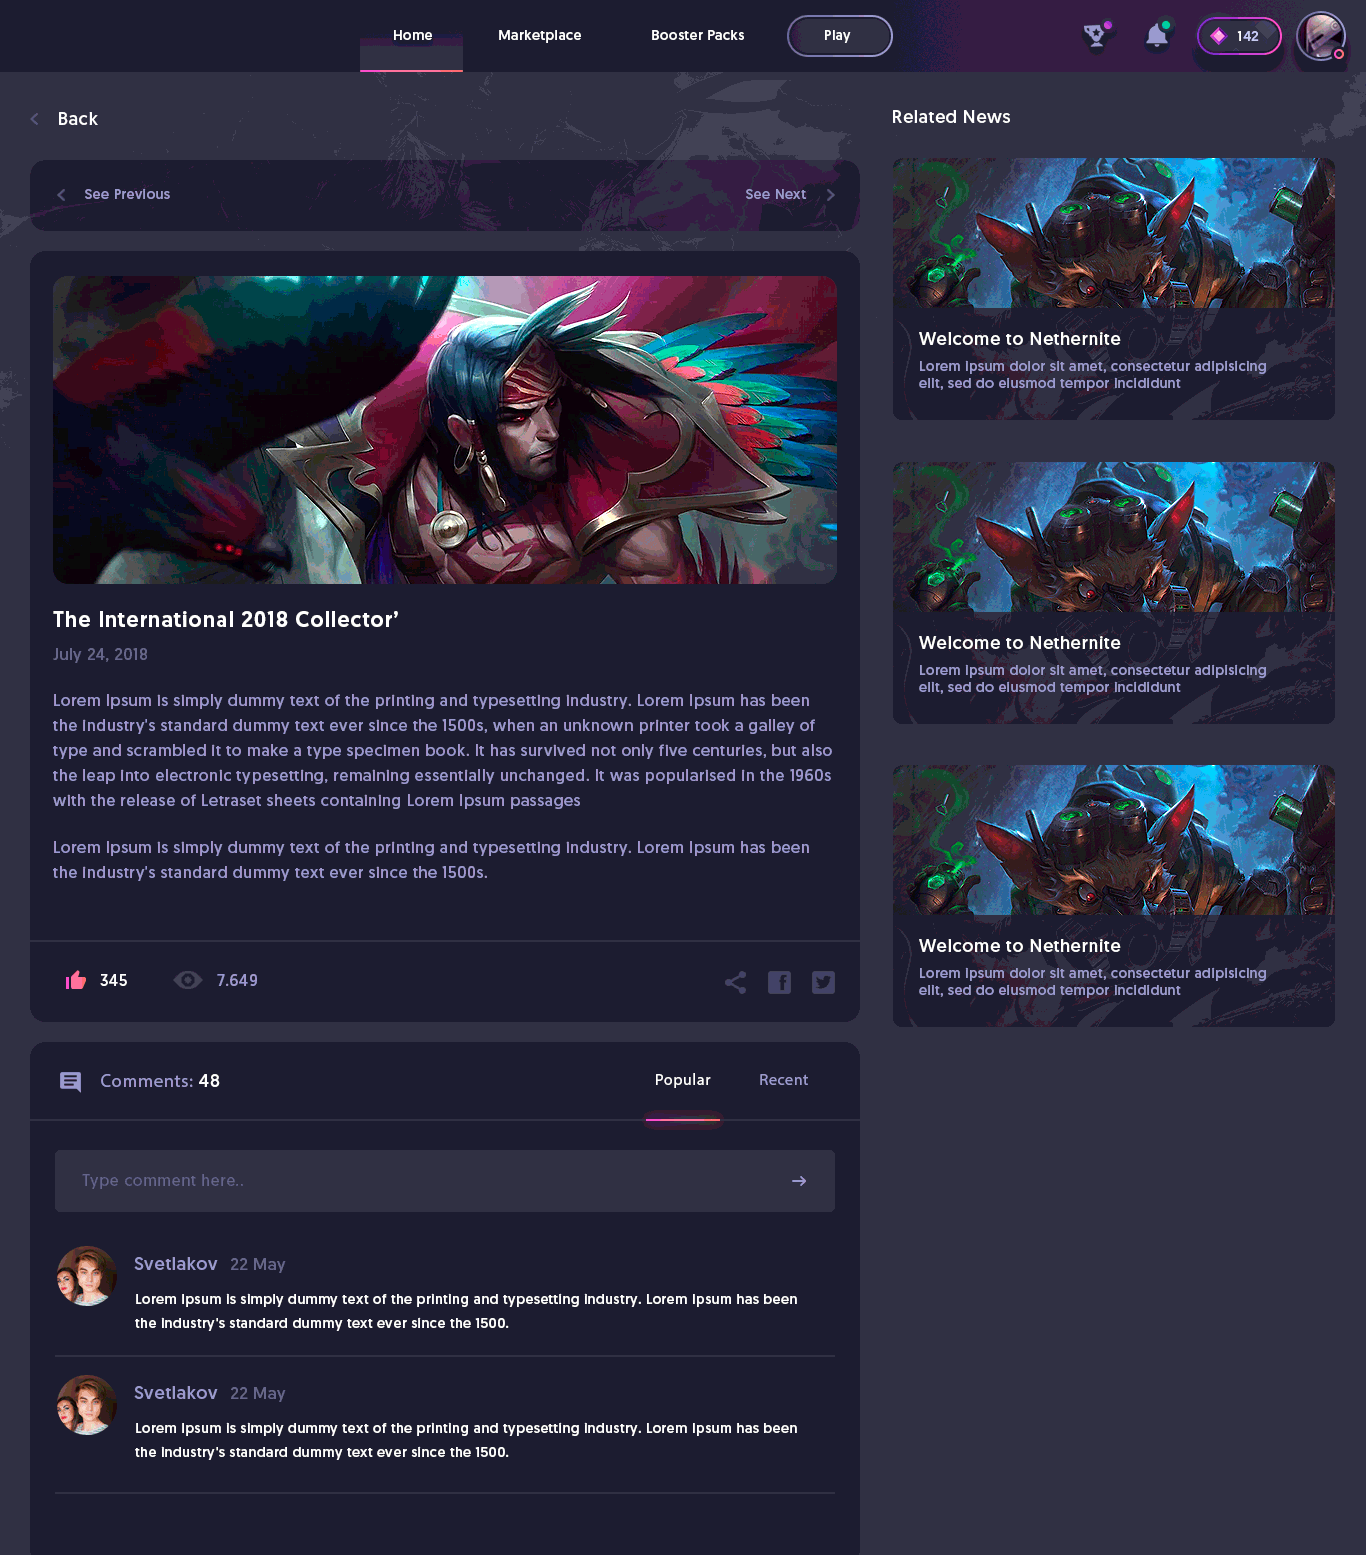 Home
Marketplace
Booster Packs
Play
142
Back
See Previous
See Next
The International 2018 Collector’
July 24, 2018
Lorem Ipsum is simply dummy text of the printing and typesetting industry. Lorem Ipsum has been
the industry's standard dummy text ever since the 1500s, when an unknown printer took a galley of
type and scrambled it to make a type specimen book. It has survived not only five centuries, but also
the leap into electronic typesetting, remaining essentially unchanged. It was popularised in the 1960s
with the release of Letraset sheets containing Lorem Ipsum passages
Lorem Ipsum is simply dummy text of the printing and typesetting industry. Lorem Ipsum has been
the industry's standard dummy text ever since the 1500s.
345
7.649
Comments: 48
Popular
Recent
Type comment here..
Svetlakov 22 May
Lorem Ipsum is simply dummy text of the printing and typesetting industry. Lorem Ipsum has been
the industry's standard dummy text ever since the 1500.
Svetlakov 22 May
Lorem Ipsum is simply dummy text of the printing and typesetting industry. Lorem Ipsum has been
the industry's standard dummy text ever since the 1500.
Related News
Welcome to Nethernite
Lorem ipsum dolor sit amet, consectetur adipisicing
elit, sed do eiusmod tempor incididunt
Welcome to Nethernite
Lorem ipsum dolor sit amet, consectetur adipisicing
elit, sed do eiusmod tempor incididunt
Welcome to Nethernite
Lorem ipsum dolor sit amet, consectetur adipisicing
elit, sed do eiusmod tempor incididunt